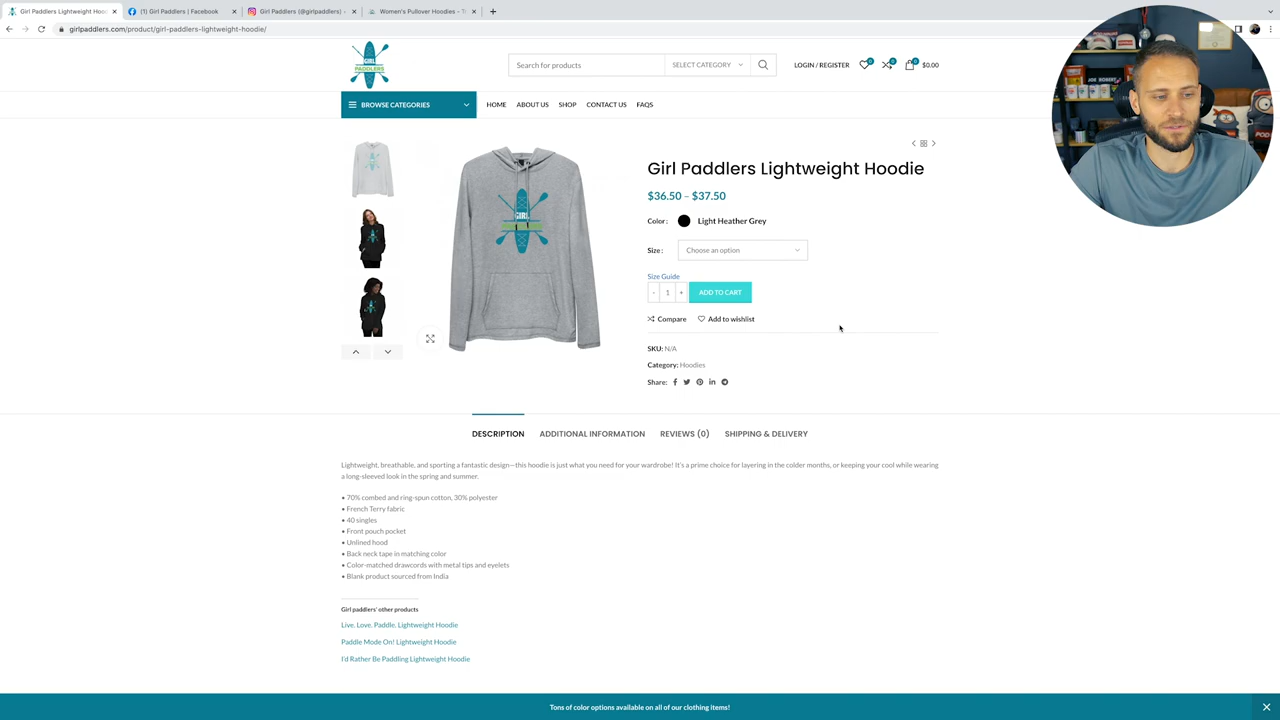 Girl Paddlers Lightweight Hoo
(1) Girl Paddlers | Facebook
Girl Paddlers (@girlpaddlers) •
Women's Pullover Hoodies – T
girlpaddlers.com/product/girl-paddlers-lightweight-hoodie/
GIRL
PADDLERS
Search for products
SELECT CATEGORY
LOGIN / REGISTER
0
0
0
$0.00
BROWSE CATEGORIES
HOME
ABOUT US
SHOP
CONTACT US
FAQS
Girl Paddlers Lightweight Hoodie
$36.50 – $37.50
Color: Light Heather Grey
Size: Choose an option
Size Guide
- 1 + ADD TO CART
Compare Add to wishlist
SKU: N/A
Category: Hoodies
Share:
GIRL
DESCRIPTION
ADDITIONAL INFORMATION
REVIEWS (0)
SHIPPING & DELIVERY
Lightweight, breathable, and sporting a fantastic design—this hoodie is just what you need for your wardrobe! It's a prime choice for layering in the colder months, or keeping your cool while wearing
a long-sleeved look in the spring and summer.
• 70% combed and ring-spun cotton, 30% polyester
• French Terry fabric
• 40 singles
• Front pouch pocket
• Unlined hood
• Back neck tape in matching color
• Color-matched drawcords with metal tips and eyelets
• Blank product sourced from India
Girl paddlers' other products
Live. Love. Paddle. Lightweight Hoodie
Paddle Mode On! Lightweight Hoodie
I'd Rather Be Paddling Lightweight Hoodie
Tons of color options available on all of our clothing items!